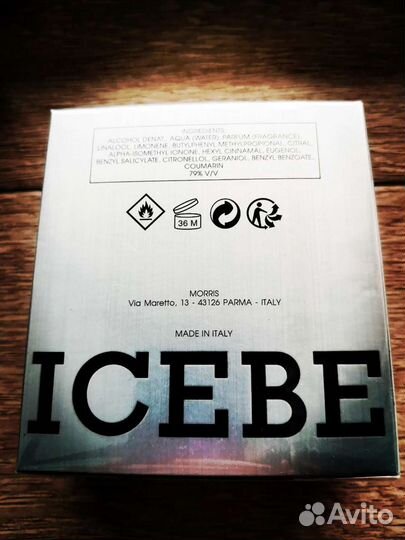 INGREDIENTS:
ALCOHOL DENAT., AQUA (WATER), PARFUM (FRAGRANCE),
LINALOOL, LIMONENE, BUTYLPHENYL METHYLPROPIONAL, CITRAL,
ALPHA-ISOMETHYL IONONE, HEXYL CINNAMAL, EUGENOL,
BENZYL SALICYLATE, CITRONELLOL, GERANIOL, BENZYL BENZOATE,
COUMARIN
79% V/V
36 M
MORRIS
Via Maretto, 13 - 43126 PARMA - ITALY
MADE IN ITALY
ICEBE
Avito